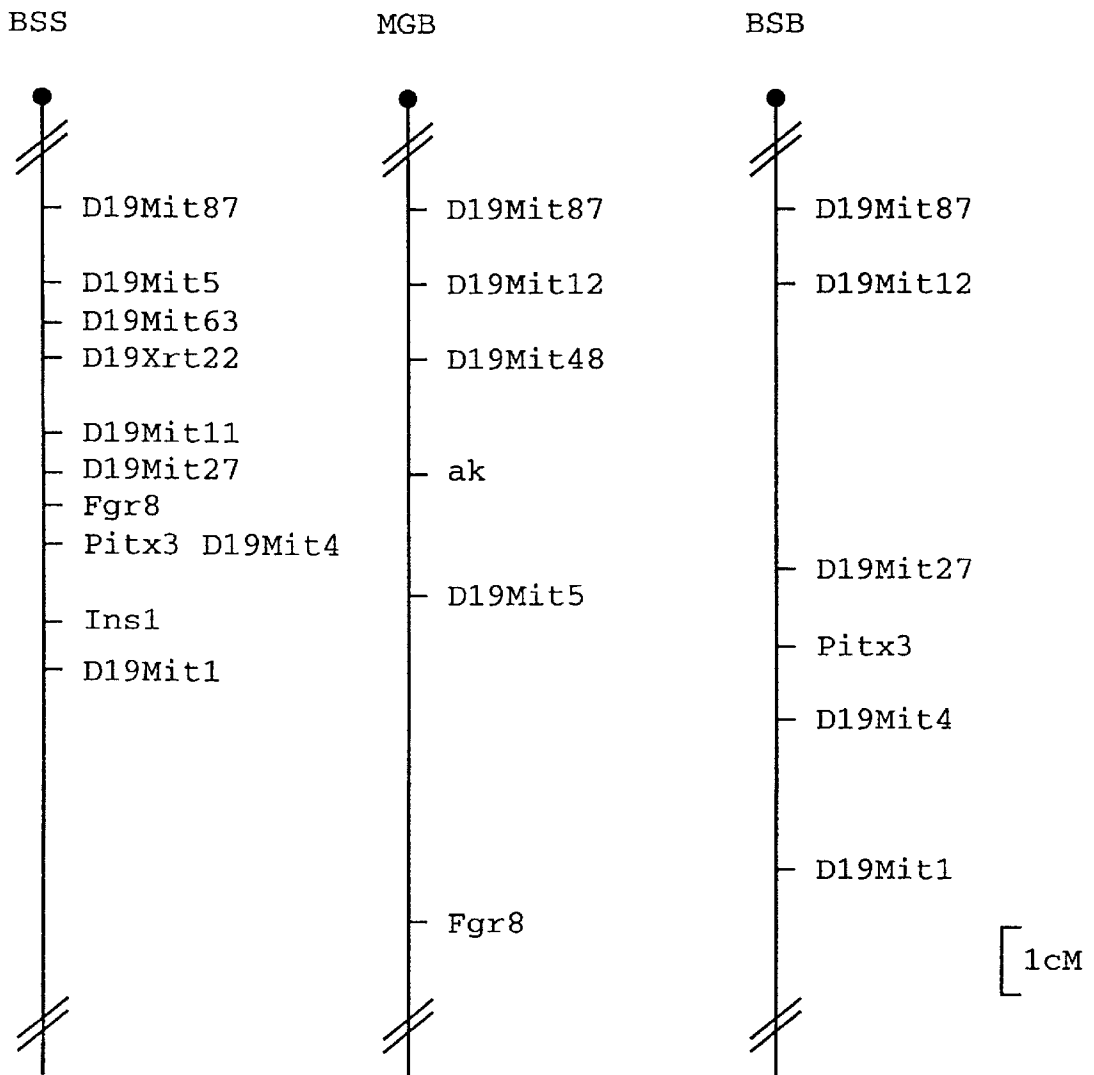 BSS
MGB
BSB
D19Mit87
D19Mit5
D19Mit63
D19Xrt22
D19Mit11
D19Mit27
Fgr8
Pitx3 D19Mit4
Ins1
D19Mit1
D19Mit87
D19Mit12
D19Mit48
ak
D19Mit5
Fgr8
D19Mit87
D19Mit12
D19Mit27
Pitx3
D19Mit4
D19Mit1
1cM